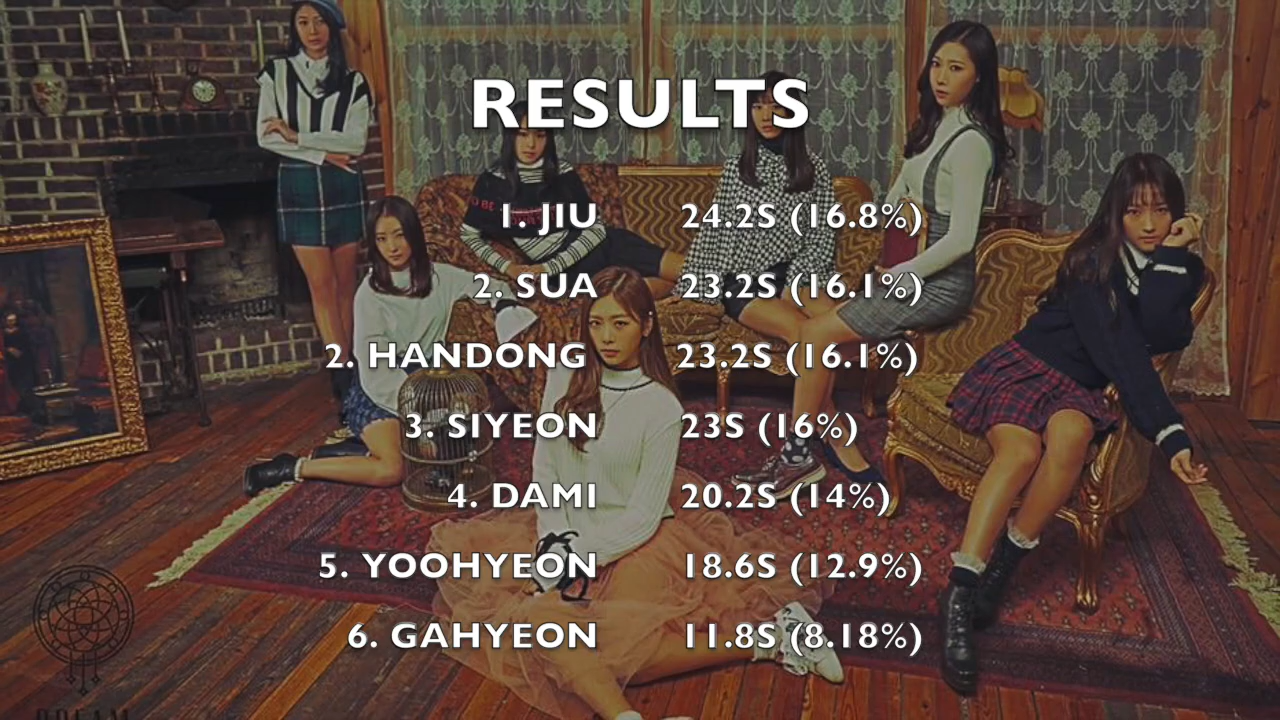 RESULTS
1. JIU 24.2S (16.8%)
2. SUA 23.2S (16.1%)
2. HANDONG 23.2S (16.1%)
3. SIYEON 23S (16%)
4. DAMI 20.2S (14%)
5. YOOHYEON 18.6S (12.9%)
6. GAHYEON 11.8S (8.18%)
DREAM